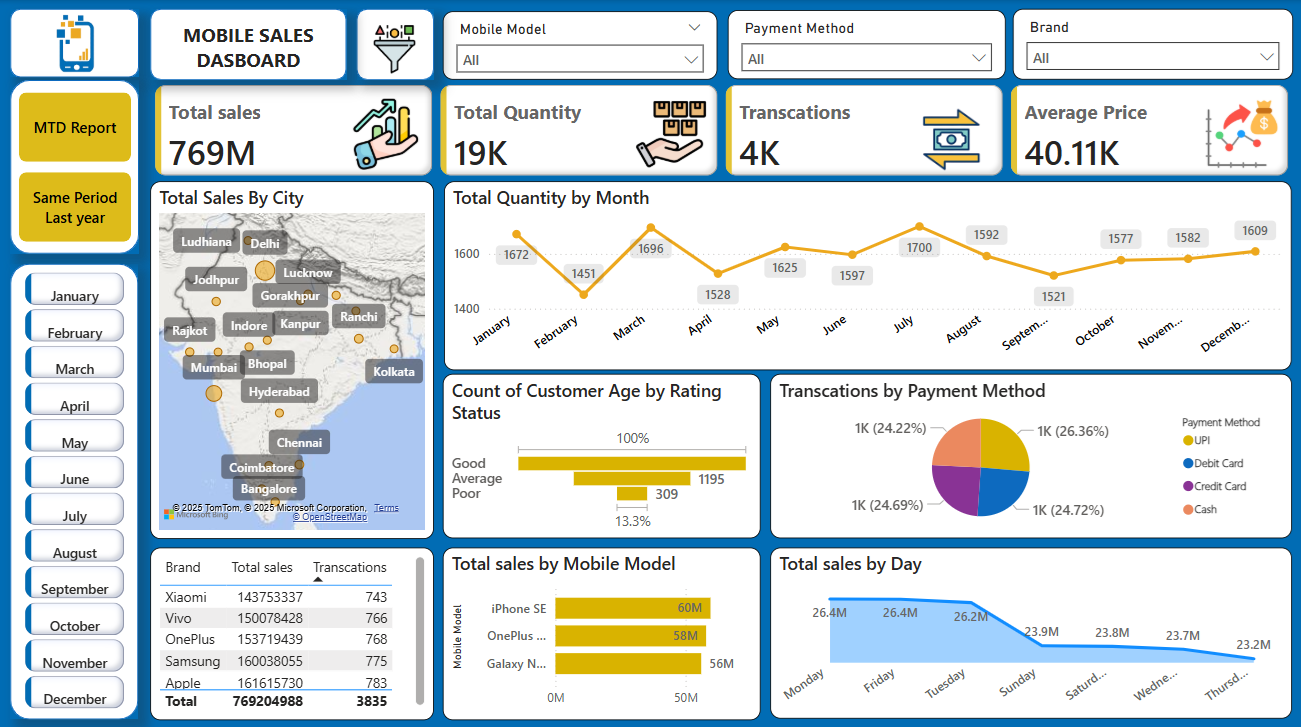 MOBILE SALES
DASBOARD
Mobile Model
All
Payment Method
All
Brand
All
MTD Report
Same Period
Last year
Total sales
769M
Total Quantity
19K
Transcations
4K
Average Price
40.11K
January
February
March
April
May
June
July
August
September
October
November
December
Total Sales By City
Ludhiana
Delhi
Lucknow
Jodhpur
Gorakhpur
Ranchi
Rajkot
Indore
Kanpur
Mumbai
Bhopal
Kolkata
Hyderabad
Chennai
Coimbatore
Bangalore
© 2025 TomTom, © 2025 Microsoft Corporation, Terms
Microsoft Bing
© OpenStreetMap
Total Quantity by Month
1600
1400
1672
1451
1696
1528
1625
1597
1700
1592
1521
1577
1582
1609
January
February
March
April
May
June
July
August
Septem...
October
Novem...
Decemb...
Count of Customer Age by Rating
Status
100%
Good
Average
1195
Poor
309
13.3%
Transcations by Payment Method
1K (24.22%)
1K (26.36%)
1K (24.69%)
1K (24.72%)
Payment Method
UPI
Debit Card
Credit Card
Cash
Brand Total sales Transcations
Xiaomi 143753337 743
Vivo 150078428 766
OnePlus 153719439 768
Samsung 160038055 775
Apple 161615730 783
Total 769204988 3835
Total sales by Mobile Model
Mobile Model
iPhone SE 60M
OnePlus ... 58M
Galaxy N... 56M
0M 50M
Total sales by Day
26.4M
26.4M
26.2M
23.9M
23.8M
23.7M
23.2M
Monday
Friday
Tuesday
Sunday
Saturd...
Wedne...
Thursd...